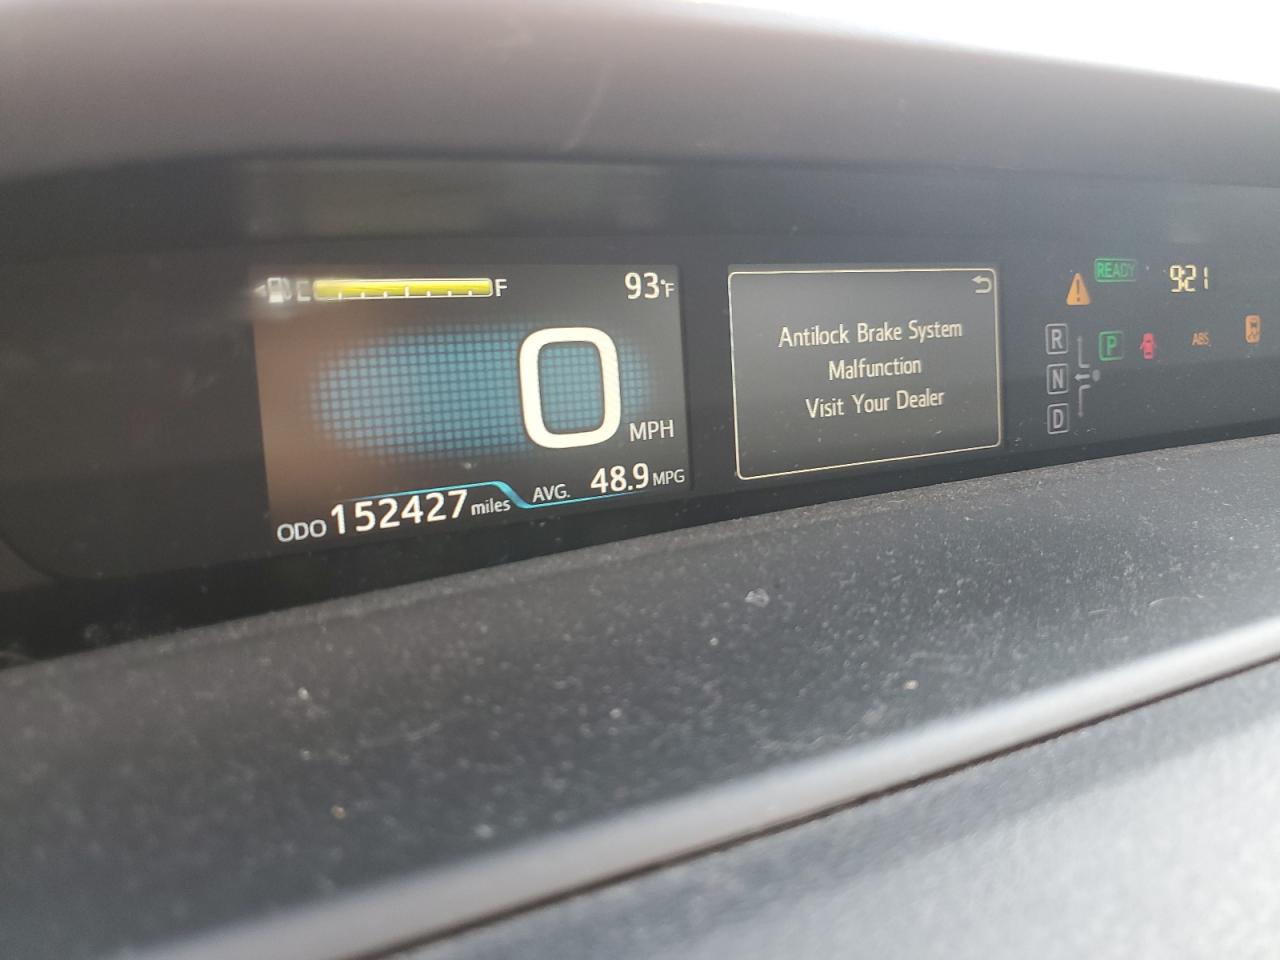 E F 93°F
0 MPH
AVG. 48.9 MPG
ODO 152427 miles
Antilock Brake System
Malfunction
Visit Your Dealer
READY 9:21
R P ABS
N
D